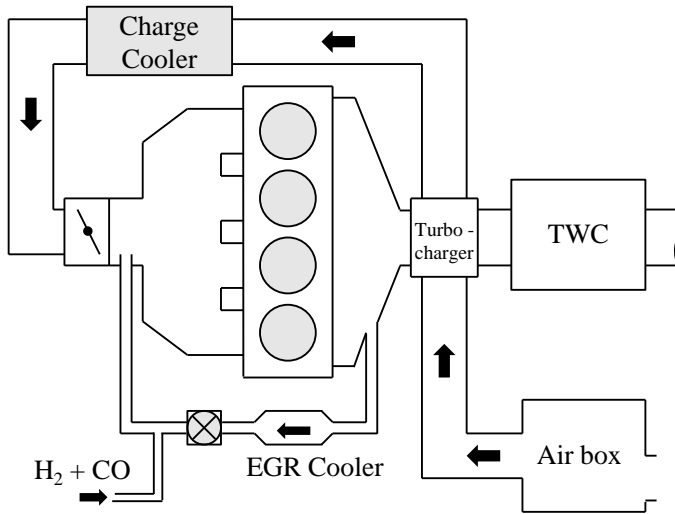 Charge
Cooler
Turbo -
charger
TWC
H₂ + CO
EGR Cooler
Air box